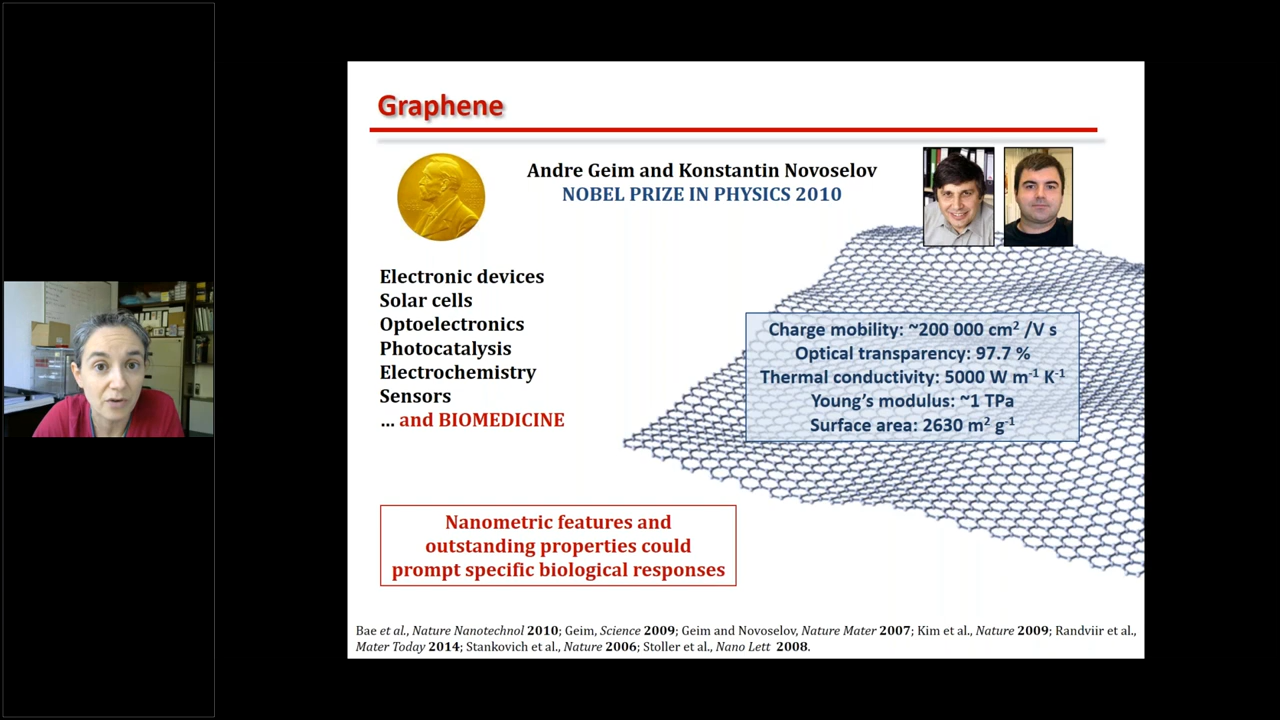 Graphene
Andre Geim and Konstantin Novoselov
NOBEL PRIZE IN PHYSICS 2010
Electronic devices
Solar cells
Optoelectronics
Photocatalysis
Electrochemistry
Sensors
... and BIOMEDICINE
Charge mobility: ~200 000 cm² /V s
Optical transparency: 97.7 %
Thermal conductivity: 5000 W m⁻¹ K⁻¹
Young's modulus: ~1 TPa
Surface area: 2630 m² g⁻¹
Nanometric features and
outstanding properties could
prompt specific biological responses
Bae et al., Nature Nanotechnol 2010; Geim, Science 2009; Geim and Novoselov, Nature Mater 2007; Kim et al., Nature 2009; Randviir et al.,
Mater Today 2014; Stankovich et al., Nature 2006; Stoller et al., Nano Lett 2008.